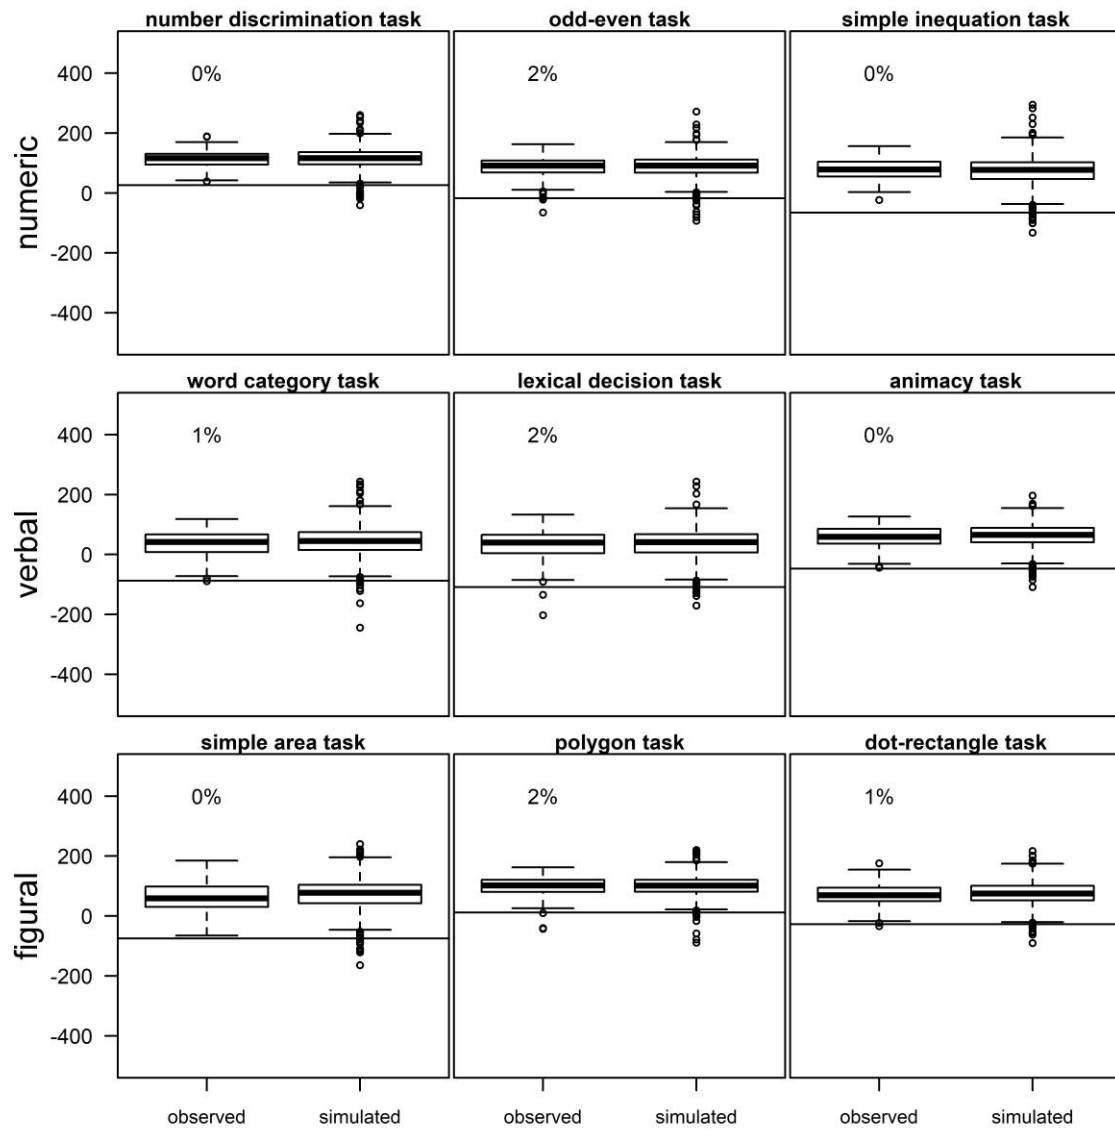 number discrimination task odd-even task simple inequation task
0% 2% 0%
numeric
400
200
0
-200
-400
word category task lexical decision task animacy task
1% 2% 0%
verbal
400
200
0
-200
-400
simple area task polygon task dot-rectangle task
0% 2% 1%
figural
400
200
0
-200
-400
observed simulated observed simulated observed simulated